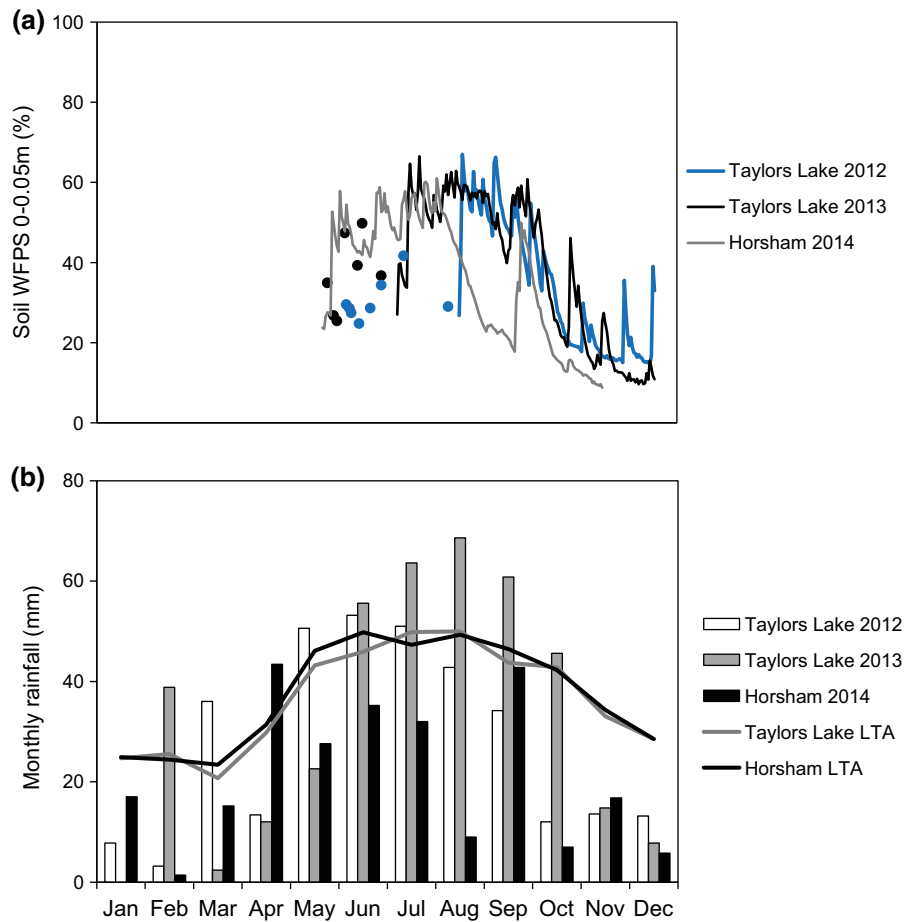 (a)
100
80
60
40
20
0
Soil WFPS 0-0.05m (%)
Taylors Lake 2012
Taylors Lake 2013
Horsham 2014
(b)
80
60
40
20
0
Monthly rainfall (mm)
Jan Feb Mar Apr May Jun Jul Aug Sep Oct Nov Dec
Taylors Lake 2012
Taylors Lake 2013
Horsham 2014
Taylors Lake LTA
Horsham LTA